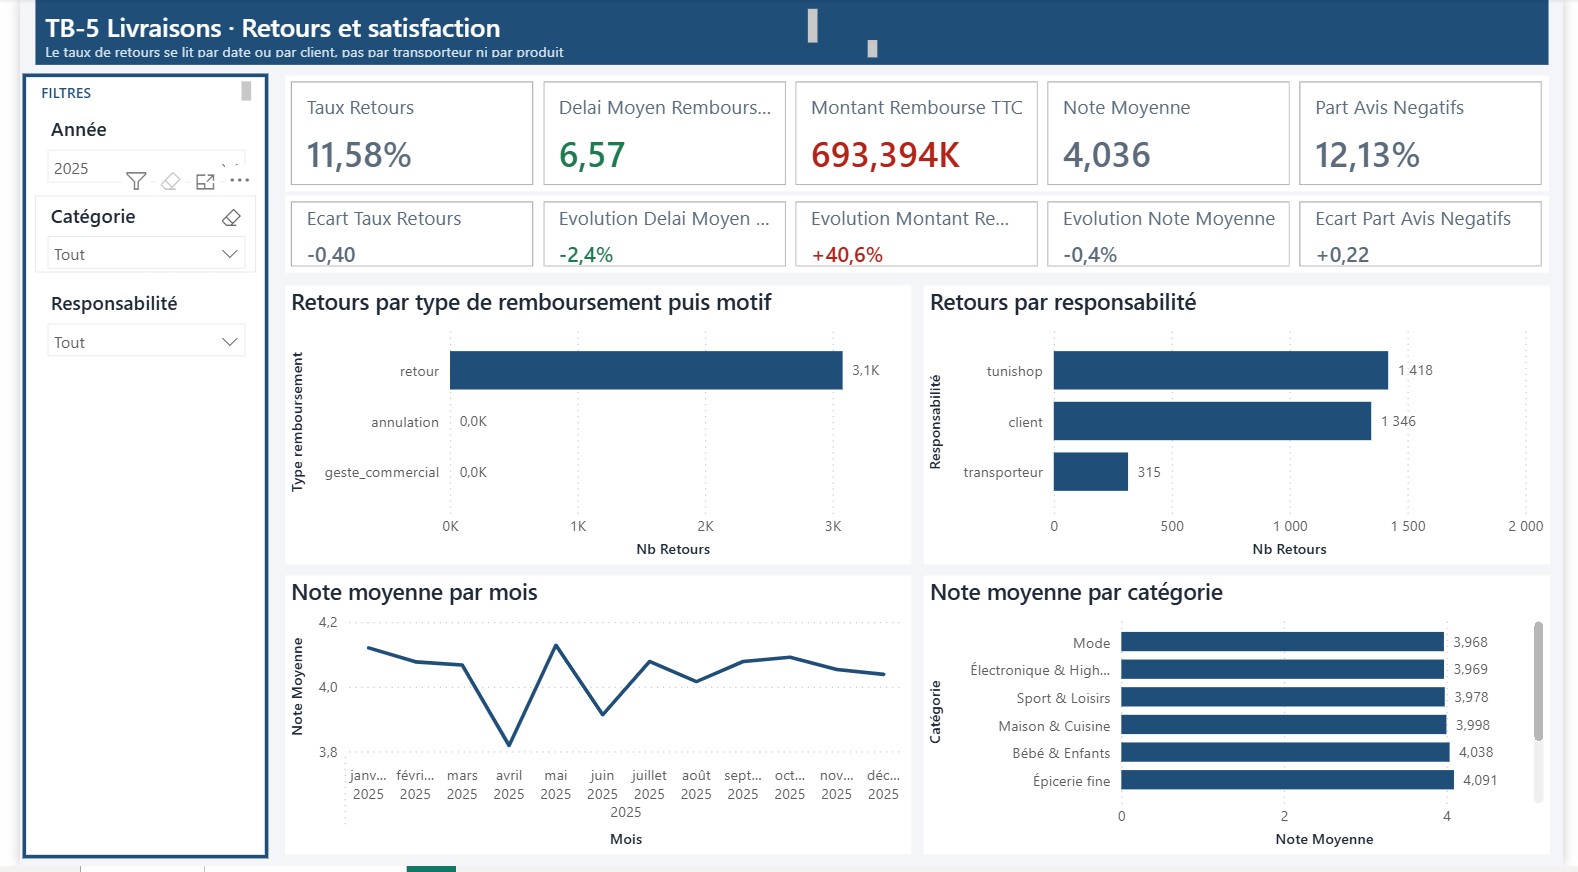 TB-5 Livraisons · Retours et satisfaction
Le taux de retours se lit par date ou par client, pas par transporteur ni par produit
FILTRES
Année
2025
Catégorie
Tout
Responsabilité
Tout
Taux Retours
11,58%
Delai Moyen Rembours...
6,57
Montant Rembourse TTC
693,394K
Note Moyenne
4,036
Part Avis Negatifs
12,13%
Ecart Taux Retours
-0,40
Evolution Delai Moyen ...
-2,4%
Evolution Montant Re...
+40,6%
Evolution Note Moyenne
-0,4%
Ecart Part Avis Negatifs
+0,22
Retours par type de remboursement puis motif
Type remboursement
retour 3,1K
annulation 0,0K
geste_commercial 0,0K
0K 1K 2K 3K
Nb Retours
Retours par responsabilité
Responsabilité
tunishop 1 418
client 1 346
transporteur 315
0 500 1 000 1 500 2 000
Nb Retours
Note moyenne par mois
Note Moyenne
4,2
4,0
3,8
janv... févri... mars avril mai juin juillet août sept... oct... nov... déc...
2025 2025 2025 2025 2025 2025 2025 2025 2025 2025 2025 2025
2025
Mois
Note moyenne par catégorie
Catégorie
Mode 3,968
Électronique & High... 3,969
Sport & Loisirs 3,978
Maison & Cuisine 3,998
Bébé & Enfants 4,038
Épicerie fine 4,091
0 2 4
Note Moyenne